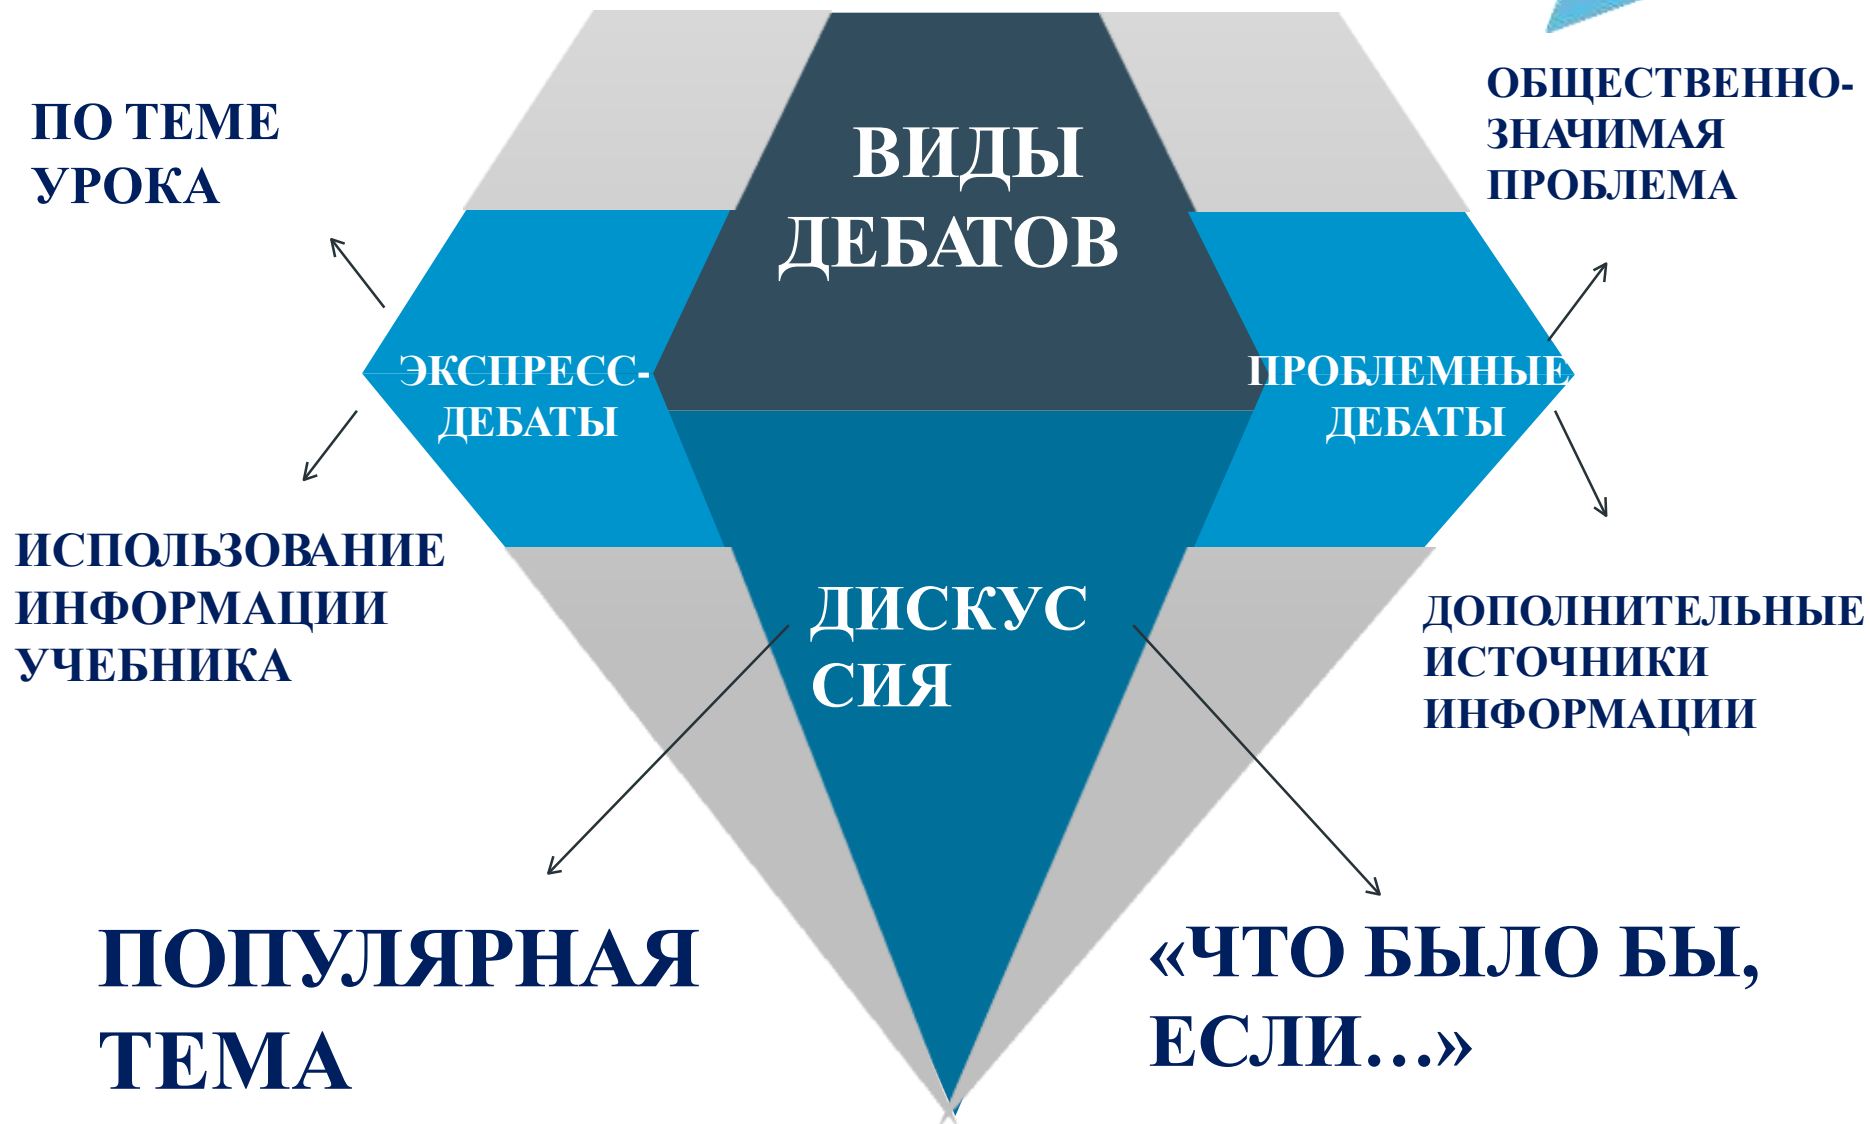 ВИДЫ
ДЕБАТОВ
ПО ТЕМЕ
УРОКА
ОБЩЕСТВЕННО-
ЗНАЧИМАЯ
ПРОБЛЕМА
ЭКСПРЕСС-
ДЕБАТЫ
ПРОБЛЕМНЫЕ
ДЕБАТЫ
ИСПОЛЬЗОВАНИЕ
ИНФОРМАЦИИ
УЧЕБНИКА
ДИСКУС
СИЯ
ДОПОЛНИТЕЛЬНЫЕ
ИСТОЧНИКИ
ИНФОРМАЦИИ
ПОПУЛЯРНАЯ
ТЕМА
«ЧТО БЫЛО БЫ,
ЕСЛИ...»